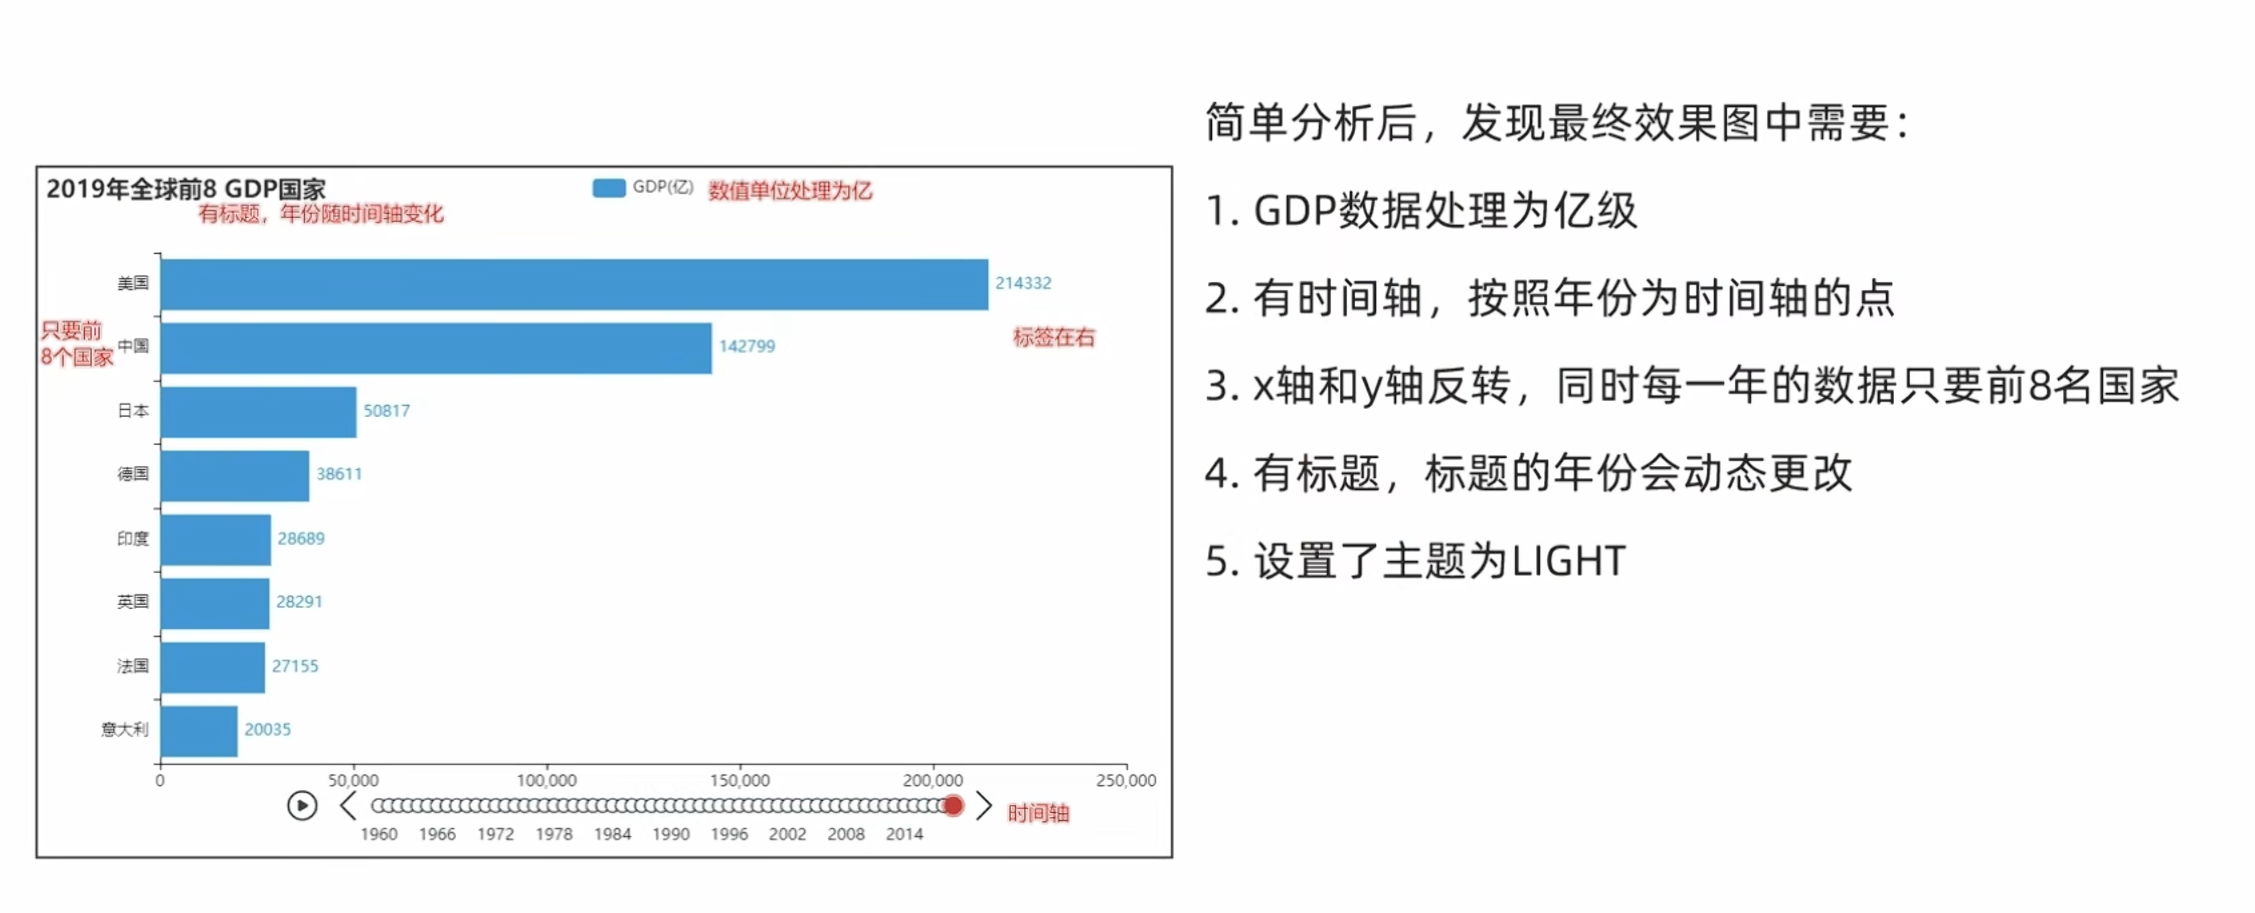 2019年全球前8 GDP国家
GDP(亿)
数值单位处理为亿
有标题，年份随时间轴变化
美国
214332
只要前
8个国家
中国
142799
标签在右
日本
50817
德国
38611
印度
28689
英国
28291
法国
27155
意大利
20035
0
50,000
100,000
150,000
200,000
250,000
时间轴
1960
1966
1972
1978
1984
1990
1996
2002
2008
2014
简单分析后，发现最终效果图中需要：
1. GDP数据处理为亿级
2. 有时间轴，按照年份为时间轴的点
3. x轴和y轴反转，同时每一年的数据只要前8名国家
4. 有标题，标题的年份会动态更改
5. 设置了主题为LIGHT